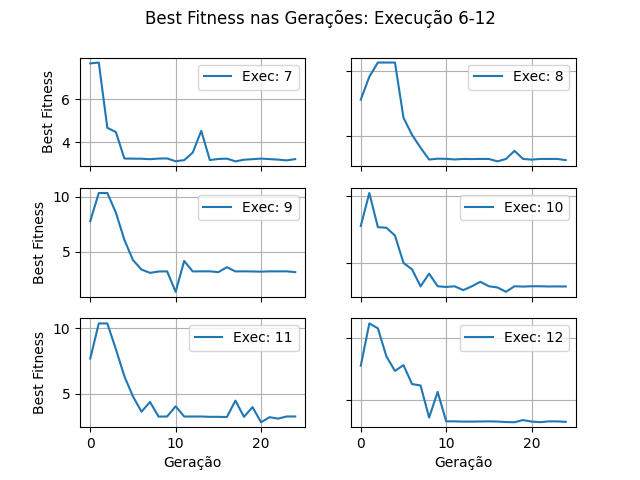 Best Fitness nas Gerações: Execução 6-12
Best Fitness
6
4
Exec: 7
Exec: 8
Best Fitness
10
5
Exec: 9
Exec: 10
Best Fitness
10
5
Exec: 11
Exec: 12
0 10 20
0 10 20
Geração
Geração